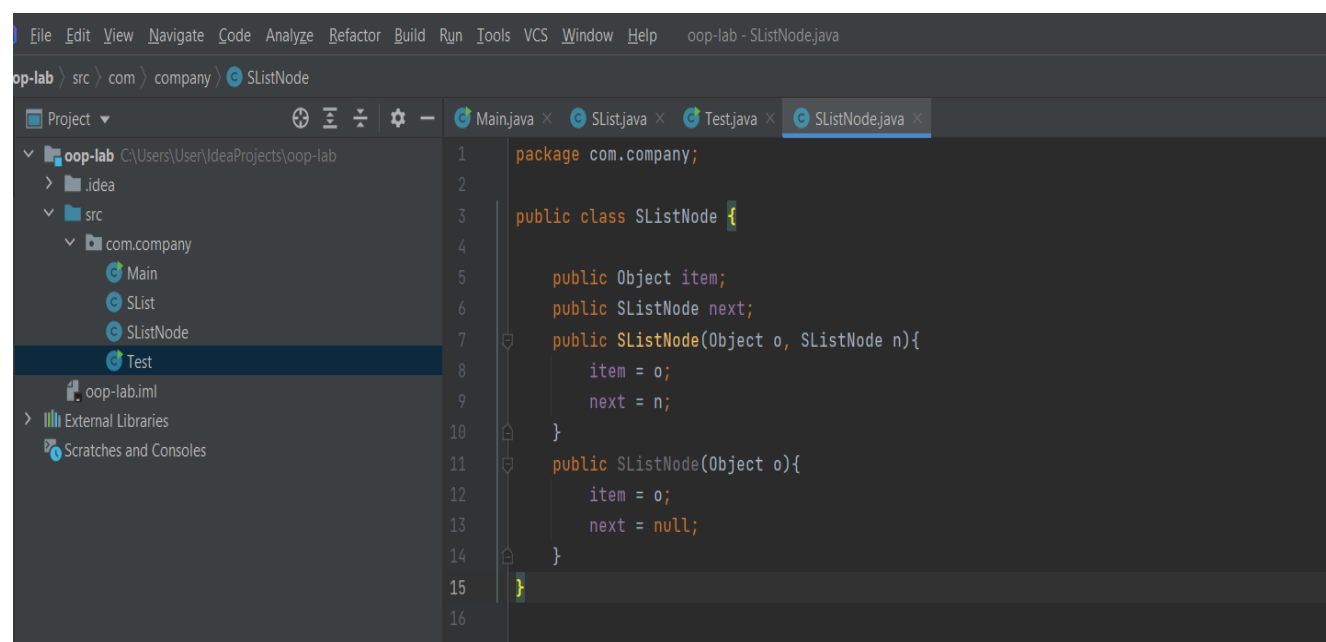 File Edit View Navigate Code Analyze Refactor Build Run Tools VCS Window Help oop-lab - SListNode.java
op-lab src com company SListNode
Project
Main.java SList.java Test.java SListNode.java
oop-lab C:\Users\User\IdeaProjects\oop-lab
.idea
src
com.company
Main
SList
SListNode
Test
oop-lab.iml
External Libraries
Scratches and Consoles
1 package com.company;
2
3 public class SListNode {
4
5 public Object item;
6 public SListNode next;
7 public SListNode(Object o, SListNode n){
8 item = o;
9 next = n;
10 }
11 public SListNode(Object o){
12 item = o;
13 next = null;
14 }
15 }
16